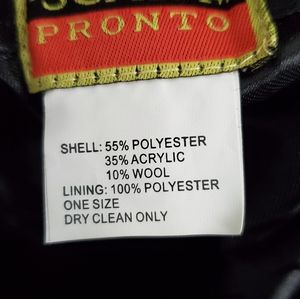 PRONTO
SHELL: 55% POLYESTER
35% ACRYLIC
10% WOOL
LINING: 100% POLYESTER
ONE SIZE
DRY CLEAN ONLY